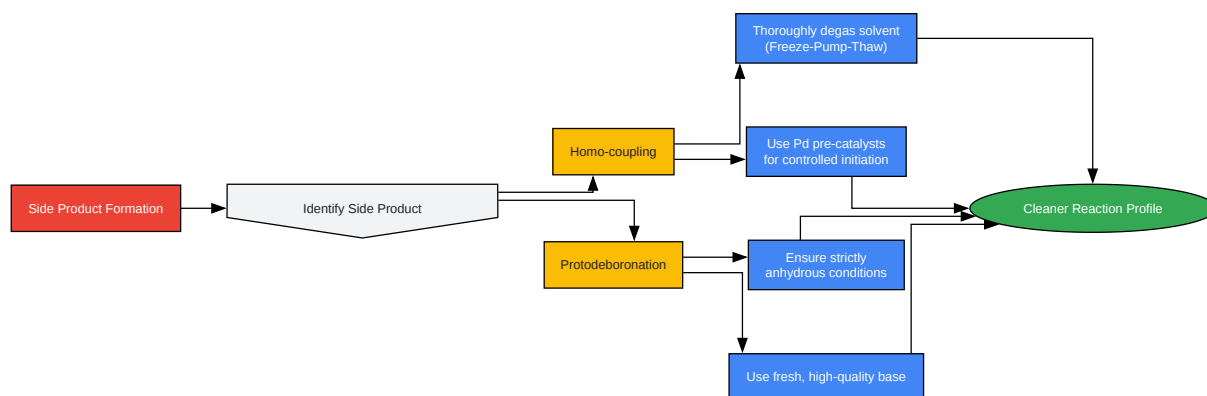 Side Product Formation
Identify Side Product
Homo-coupling
Protodeboronation
Thoroughly degas solvent
(Freeze-Pump-Thaw)
Use Pd pre-catalysts
for controlled initiation
Ensure strictly
anhydrous conditions
Use fresh, high-quality base
Cleaner Reaction Profile